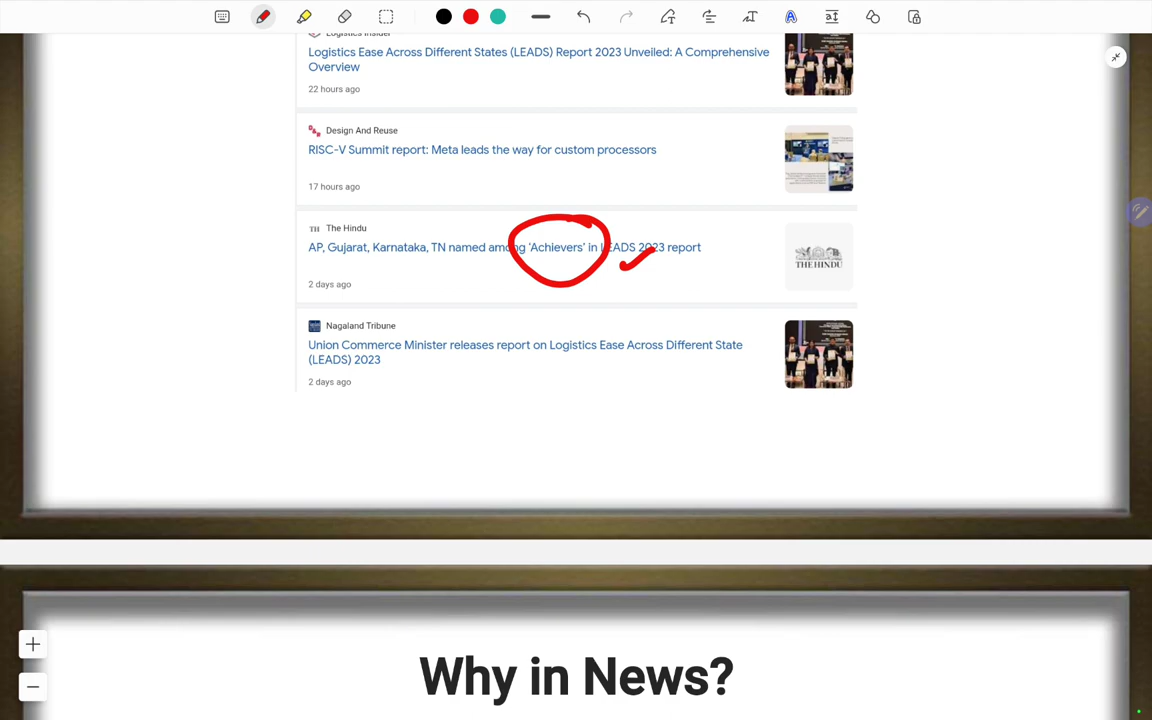 Logistics Insider
Logistics Ease Across Different States (LEADS) Report 2023 Unveiled: A Comprehensive
Overview
22 hours ago
Design And Reuse
RISC-V Summit report: Meta leads the way for custom processors
17 hours ago
TH The Hindu
AP, Gujarat, Karnataka, TN named among 'Achievers' in LEADS 2023 report
2 days ago
THE HINDU
Nagaland Tribune
Union Commerce Minister releases report on Logistics Ease Across Different State
(LEADS) 2023
2 days ago
Why in News?